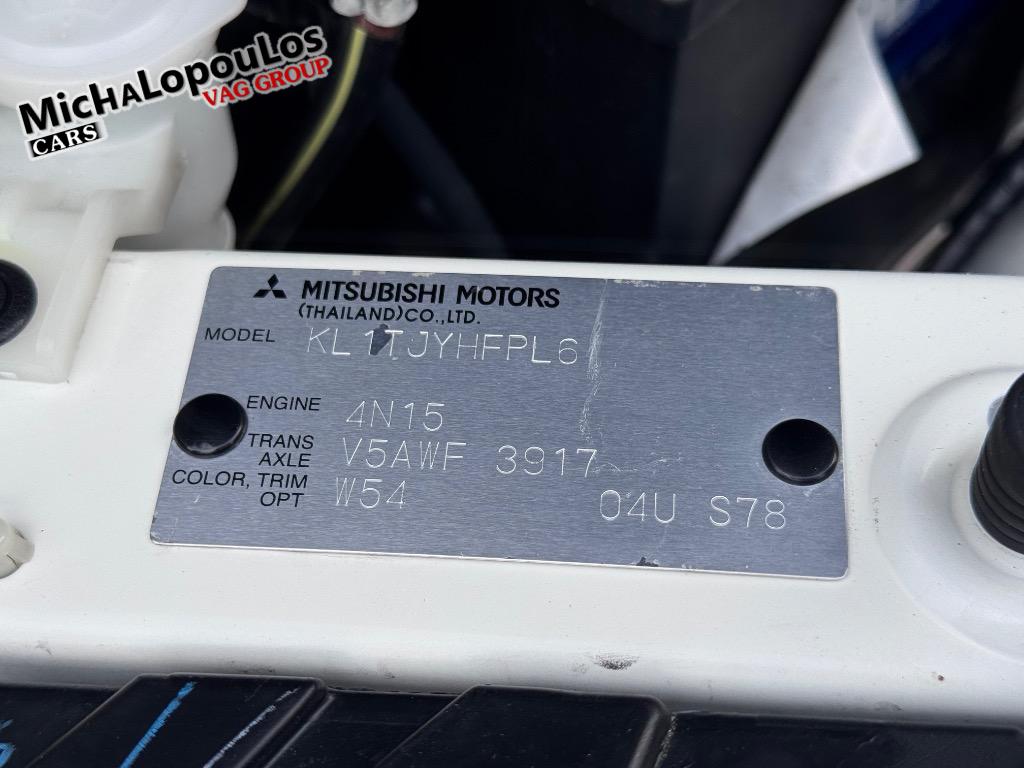 MicHALopouLos
VAG GROUP
CARS
MITSUBISHI MOTORS
(THAILAND)CO.,LTD.
MODEL KL1TJYHFPL6
ENGINE 4N15
TRANS AXLE V5AWF 3917
COLOR, TRIM OPT W54 04U S78